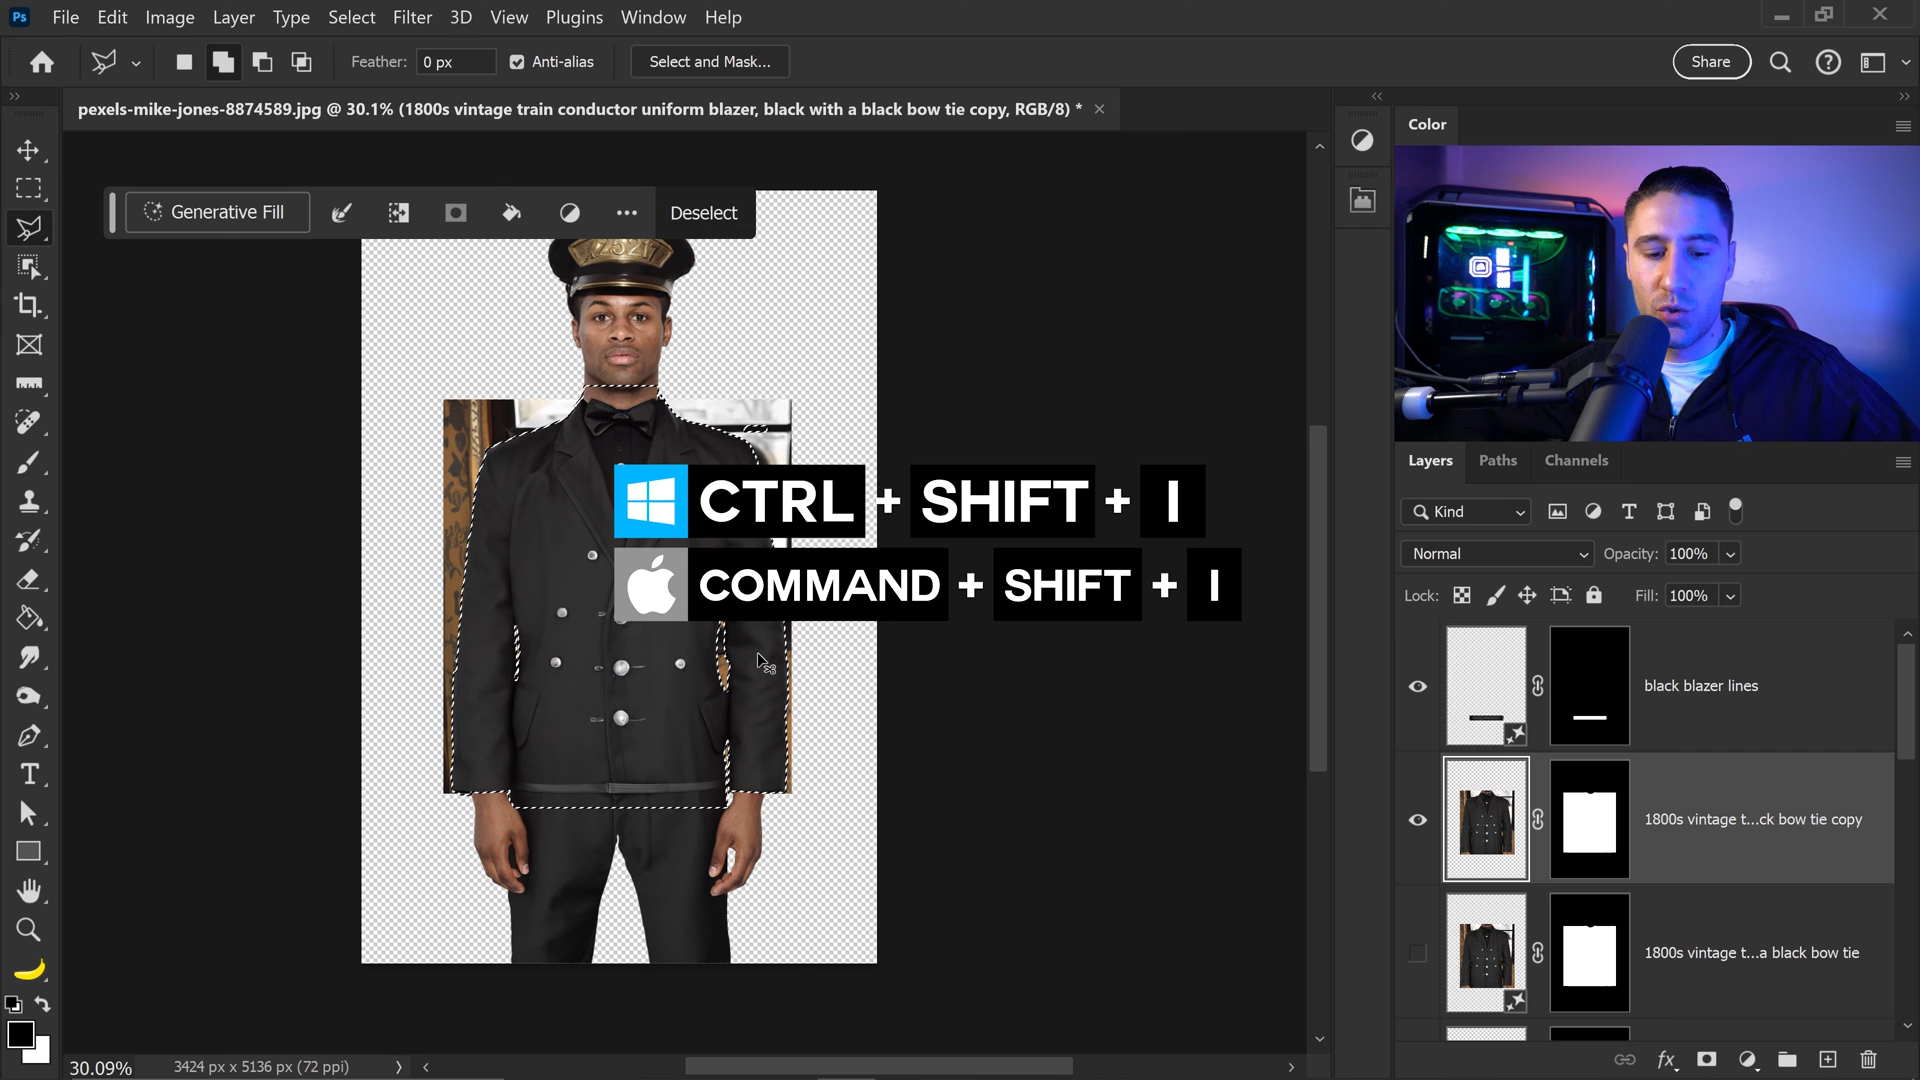 Ps File Edit Image Layer Select Filter 3D View Plugins Window Help
Feather: 0 px Anti-alias Select and Mask... Share
pexels-mike-jones-8874589.jpg @ 30.1% (1800s vintage train conductor uniform blazer, black with a black bow tie copy, RGB/8) * ×
Color
Generative Fill Deselect
A25217
CTRL + SHIFT + I
COMMAND + SHIFT + I
Layers Paths Channels
Kind
Normal Opacity: 100%
Lock: Fill: 100%
black blazer lines
1800s vintage t...ck bow tie copy
1800s vintage t...a black bow tie
fx
30.09% 3424 px x 5136 px (72 ppi)